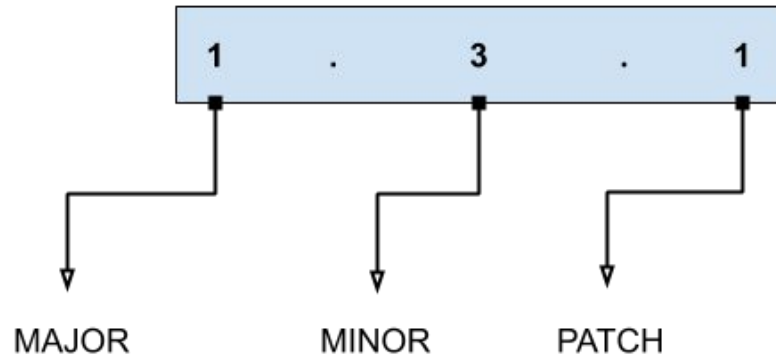 1 . 3 . 1
MAJOR MINOR PATCH